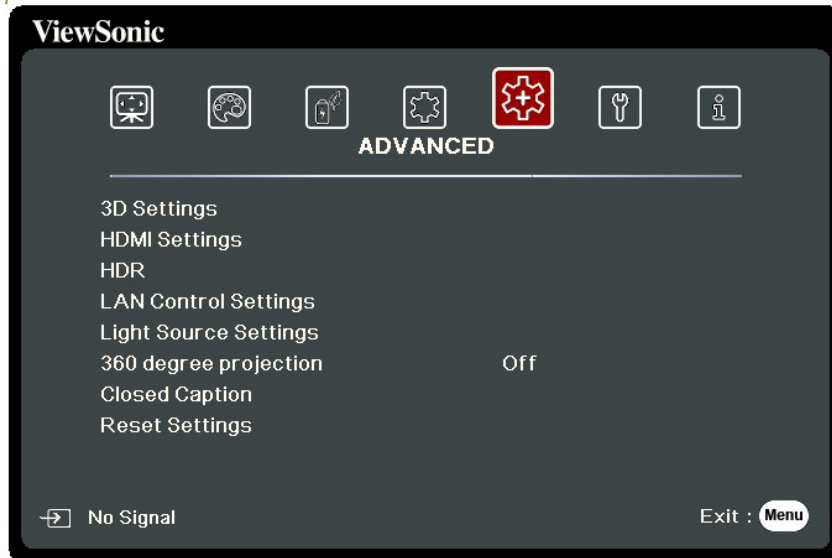 ViewSonic
ADVANCED
3D Settings
HDMI Settings
HDR
LAN Control Settings
Light Source Settings
360 degree projection Off
Closed Caption
Reset Settings
No Signal
Exit : Menu